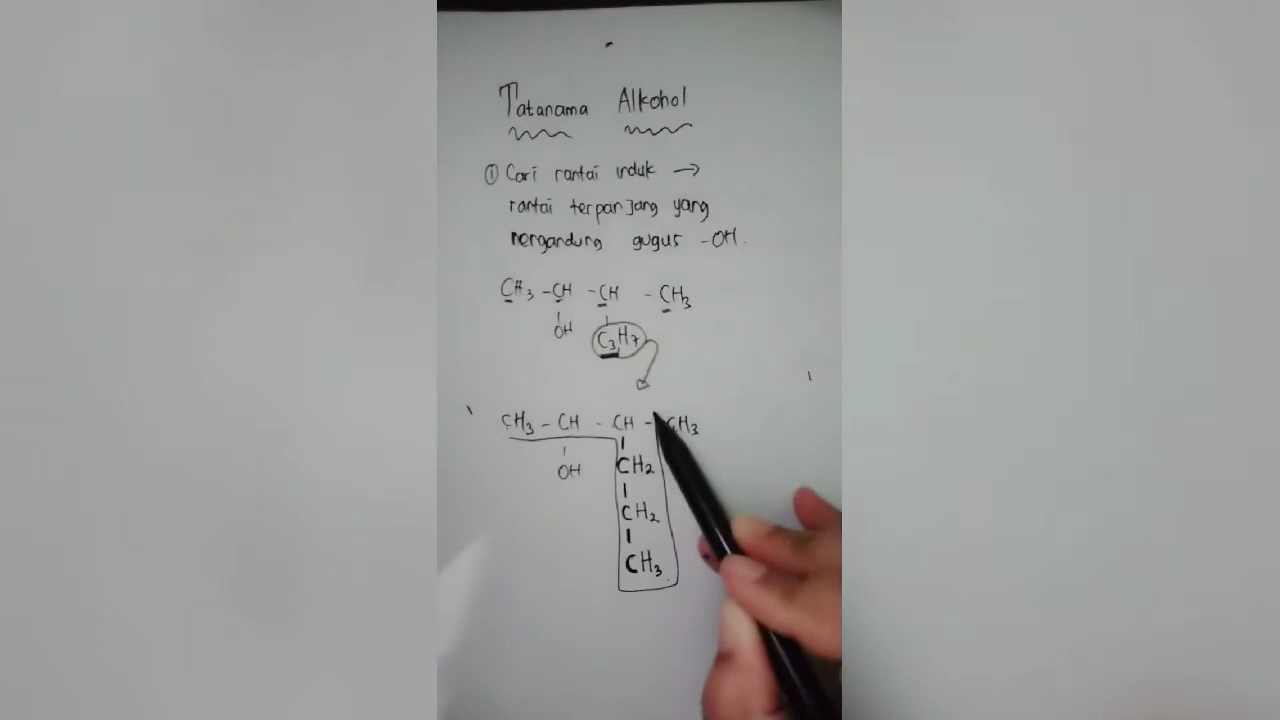 Tatanama Alkohol
① Cari rantai induk →
rantai terpanjang yang
mengandung gugus -OH.
CH₃ - CH - CH - CH₃
OH C₃H₇
CH₃ - CH - CH - CH₃
OH CH₂
CH₂
CH₃